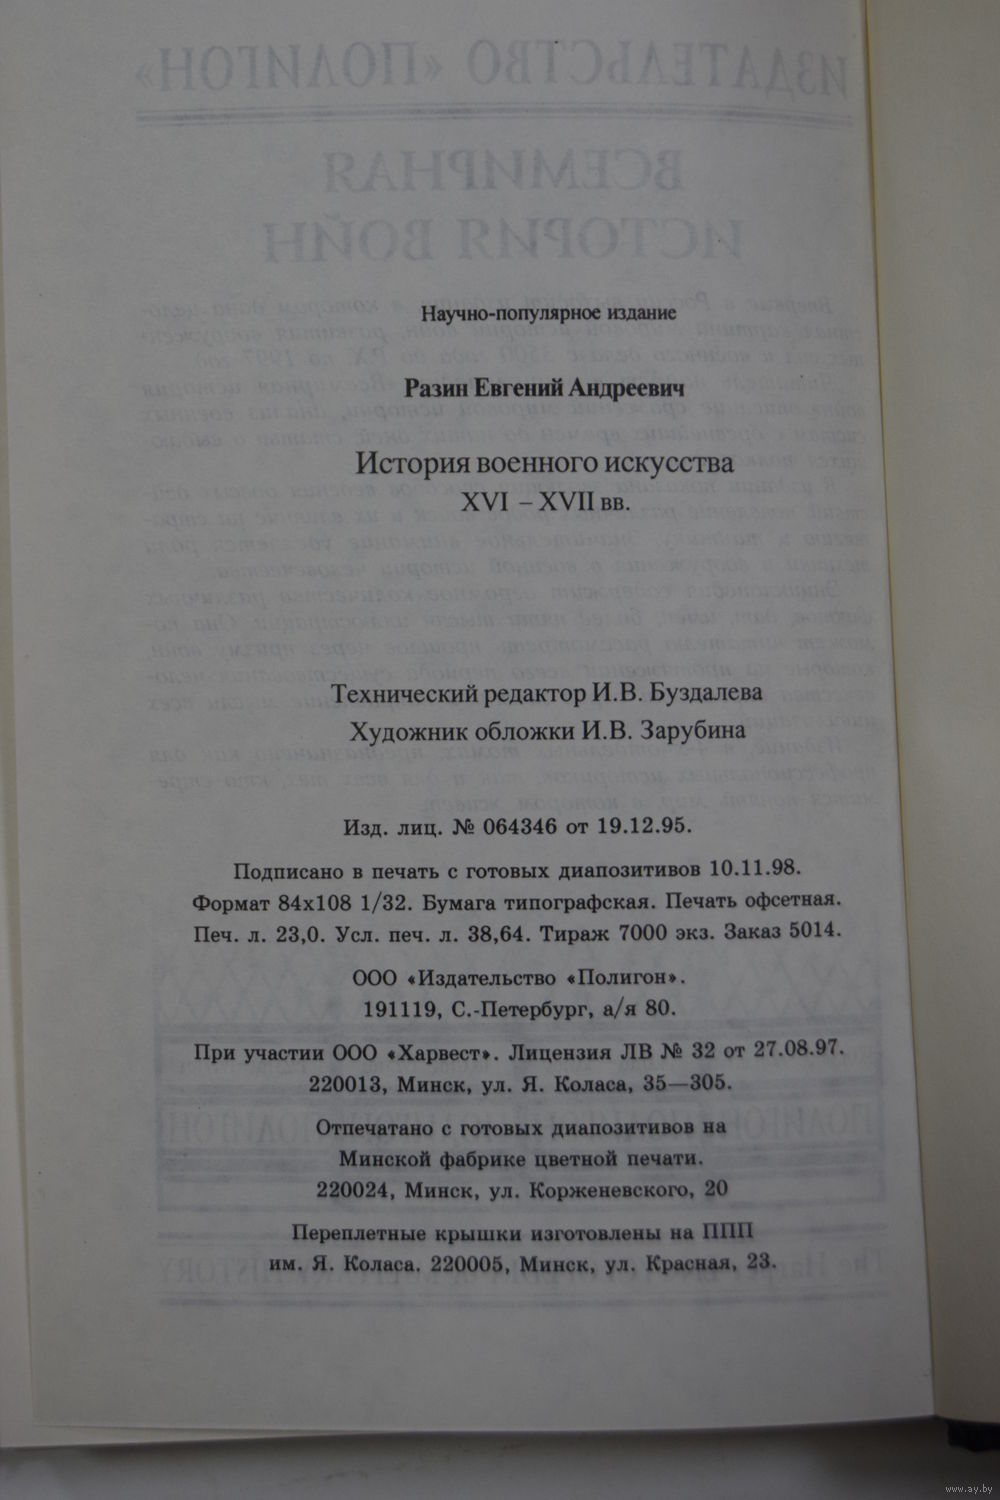 Научно-популярное издание
Разин Евгений Андреевич
История военного искусства
XVI – XVII вв.
Технический редактор И.В. Буздалева
Художник обложки И.В. Зарубина
Изд. лиц. № 064346 от 19.12.95.
Подписано в печать с готовых диапозитивов 10.11.98.
Формат 84х108 1/32. Бумага типографская. Печать офсетная.
Печ. л. 23,0. Усл. печ. л. 38,64. Тираж 7000 экз. Заказ 5014.
ООО «Издательство «Полигон».
191119, С.-Петербург, а/я 80.
При участии ООО «Харвест». Лицензия ЛВ № 32 от 27.08.97.
220013, Минск, ул. Я. Коласа, 35—305.
Отпечатано с готовых диапозитивов на
Минской фабрике цветной печати.
220024, Минск, ул. Корженевского, 20
Переплетные крышки изготовлены на ППП
им. Я. Коласа. 220005, Минск, ул. Красная, 23.
www.ay.by